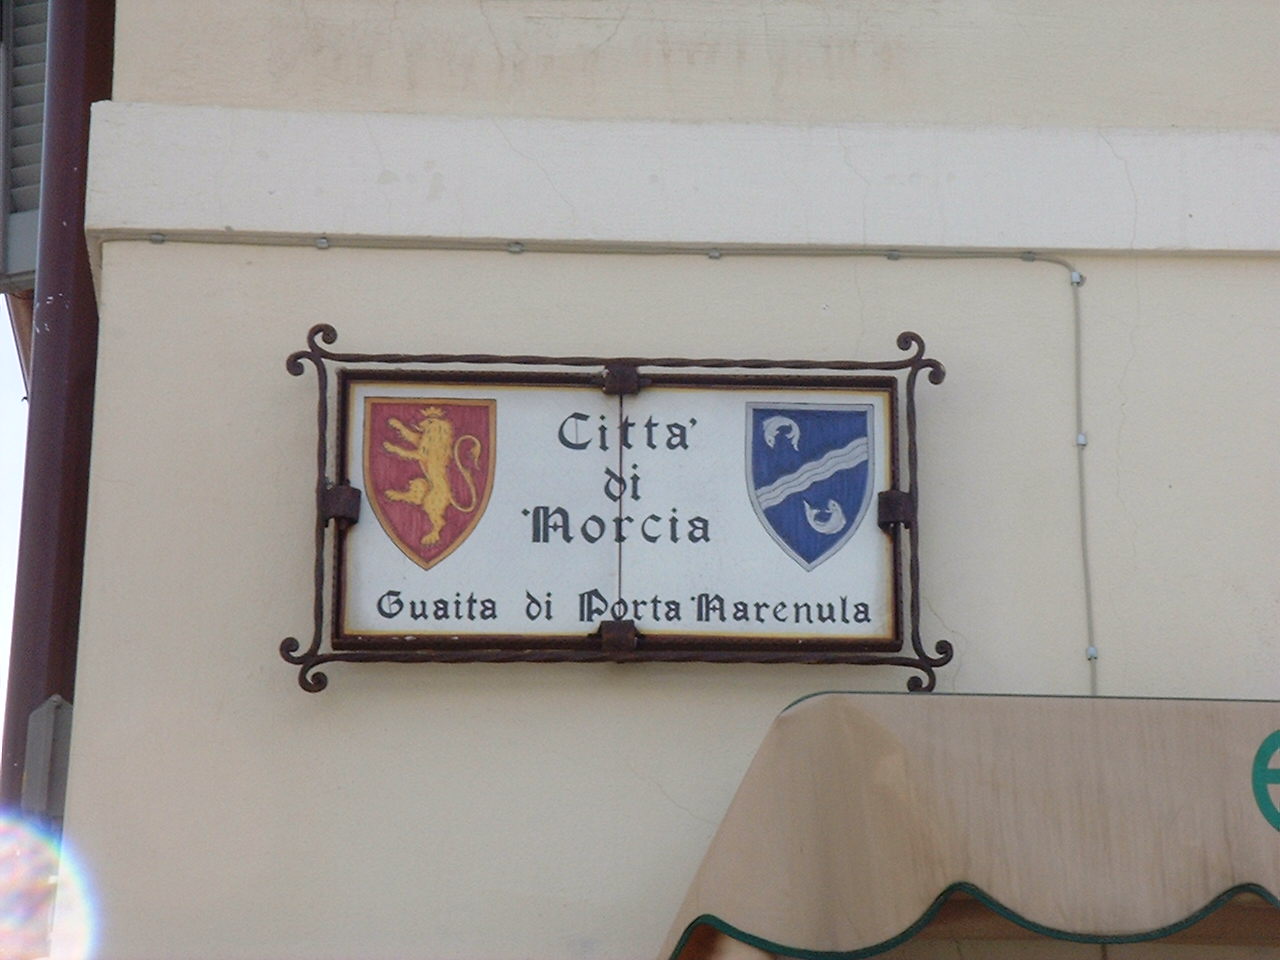 Citta'
di
Norcia
Guaita di Porta Narenula